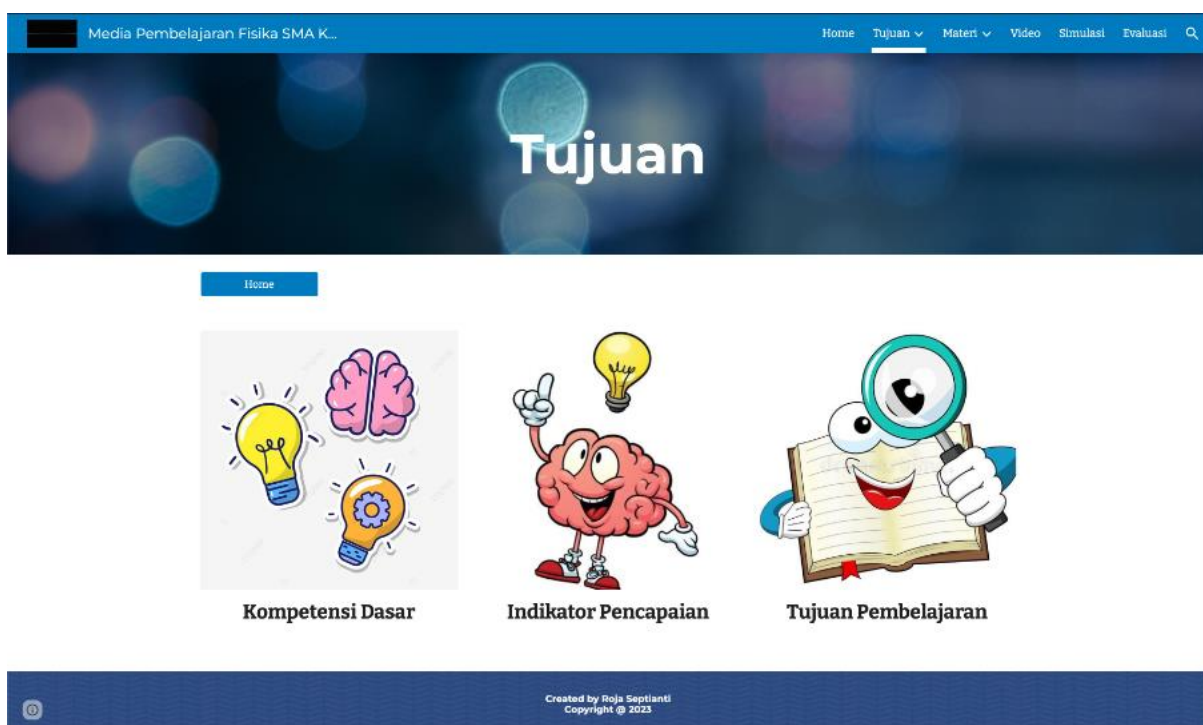 Media Pembelajaran Fisika SMA K...
Home Tujuan Materi Video Simulasi Evaluasi
Tujuan
Home
Kompetensi Dasar
Indikator Pencapaian
Tujuan Pembelajaran
Created by Roja Septianti
Copyright @ 2023